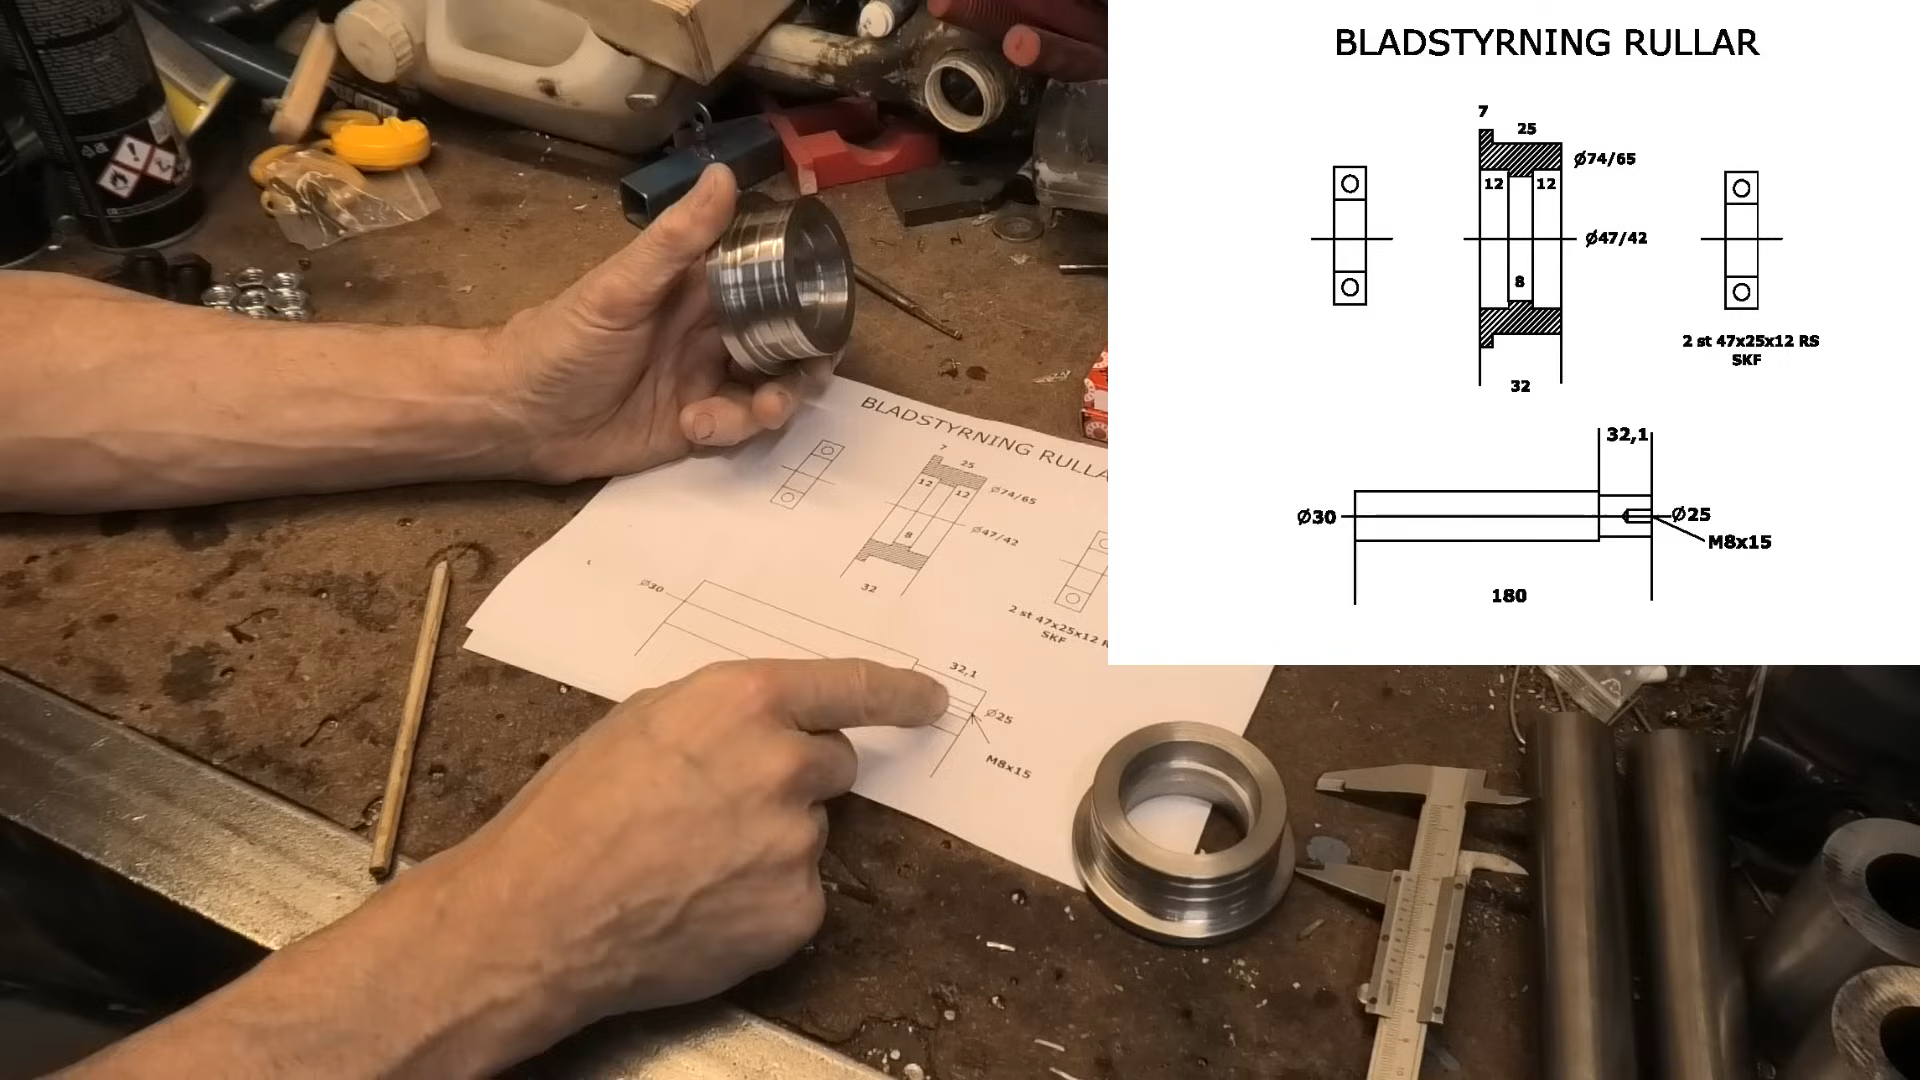 BLADSTYRNING RULLAR
7
25
Ø74/65
12 12
Ø47/42
8
2 st 47x25x12 RS
SKF
32
32,1
Ø30
Ø25
M8x15
180
BLADSTYRNING RULLA
7
25
12 12
Ø74/65
Ø47/42
8
32
2 st 47x25x12 R
SKF
Ø30
32,1
Ø25
M8x15